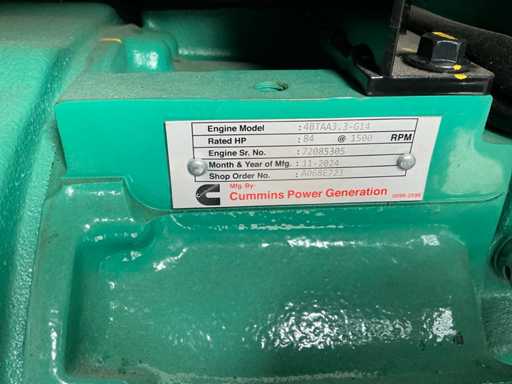 Engine Model :4BTAA3.3-G14
Rated HP :84 @ 1500 RPM
Engine Sr. No. :72085305
Month & Year of Mfg. :11-2024
Shop Order No. :A068E723
Mfg. By:
Cummins Power Generation